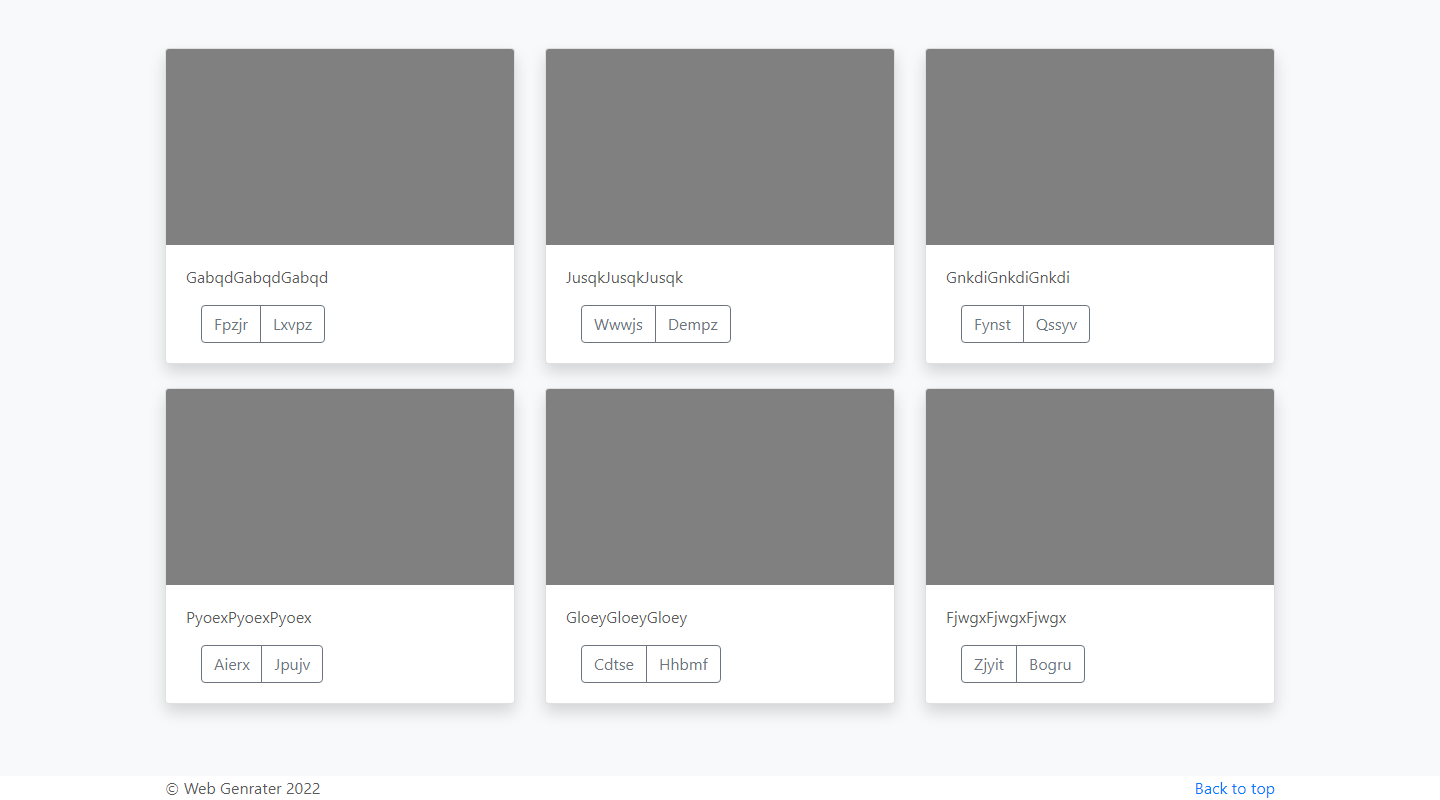 GabqdGabqdGabqd
Fpzjr Lxvpz
JusqkJusqkJusqk
Wwwjs Dempz
GnkdiGnkdiGnkdi
Fynst Qssyv
PyoexPyoexPyoex
Aierx Jpujv
GloeyGloeyGloey
Cdtse Hhbmf
FjwgxFjwgxFjwgx
Zjyit Bogru
© Web Genrater 2022
Back to top